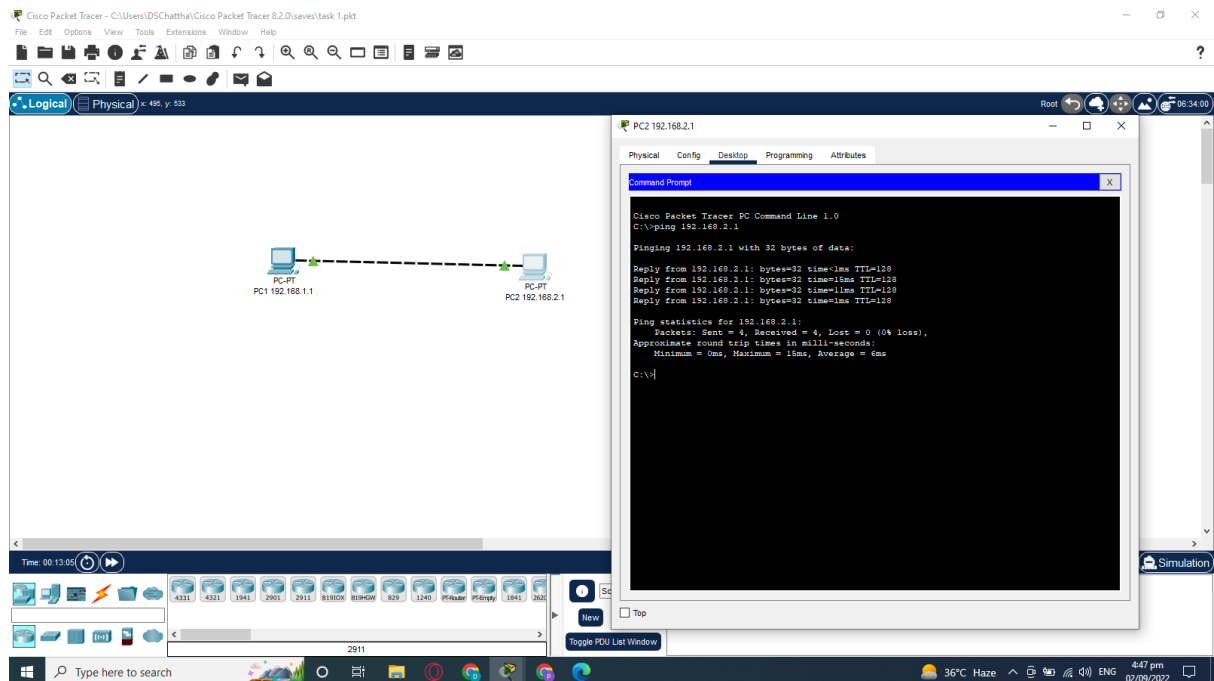 Cisco Packet Tracer - C:\Users\DSChattha\Cisco Packet Tracer 8.2.0\saves\task 1.pkt
File Edit Options View Tools Extensions Window Help
?
Logical Physical x: 495, y: 533
Root 06:34:00
PC2 192.168.2.1
Physical Config Desktop Programming Attributes
Command Prompt
X
Cisco Packet Tracer PC Command Line 1.0
C:\>ping 192.168.2.1
Pinging 192.168.2.1 with 32 bytes of data:
Reply from 192.168.2.1: bytes=32 time<1ms TTL=128
Reply from 192.168.2.1: bytes=32 time=15ms TTL=128
Reply from 192.168.2.1: bytes=32 time=11ms TTL=128
Reply from 192.168.2.1: bytes=32 time=1ms TTL=128
Ping statistics for 192.168.2.1:
Packets: Sent = 4, Received = 4, Lost = 0 (0% loss),
Approximate round trip times in milli-seconds:
Minimum = 0ms, Maximum = 15ms, Average = 6ms
C:\>
Top
PC-PT
PC1 192.168.1.1
PC-PT
PC2 192.168.2.1
Time: 00:13:05
Simulation
4331 4321 1941 2901 2911 819IOX 819HGW 829 1240 PT-Router PT-Empty 1841 262
Sc
New
Toggle PDU List Window
2911
Type here to search
36°C Haze
ENG
4:47 pm
02/09/2022